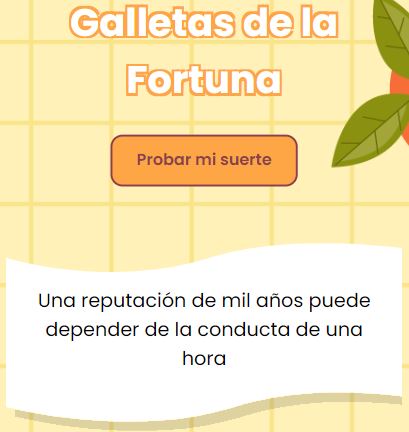 Galletas de la
Fortuna
Probar mi suerte
Una reputación de mil años puede
depender de la conducta de una
hora